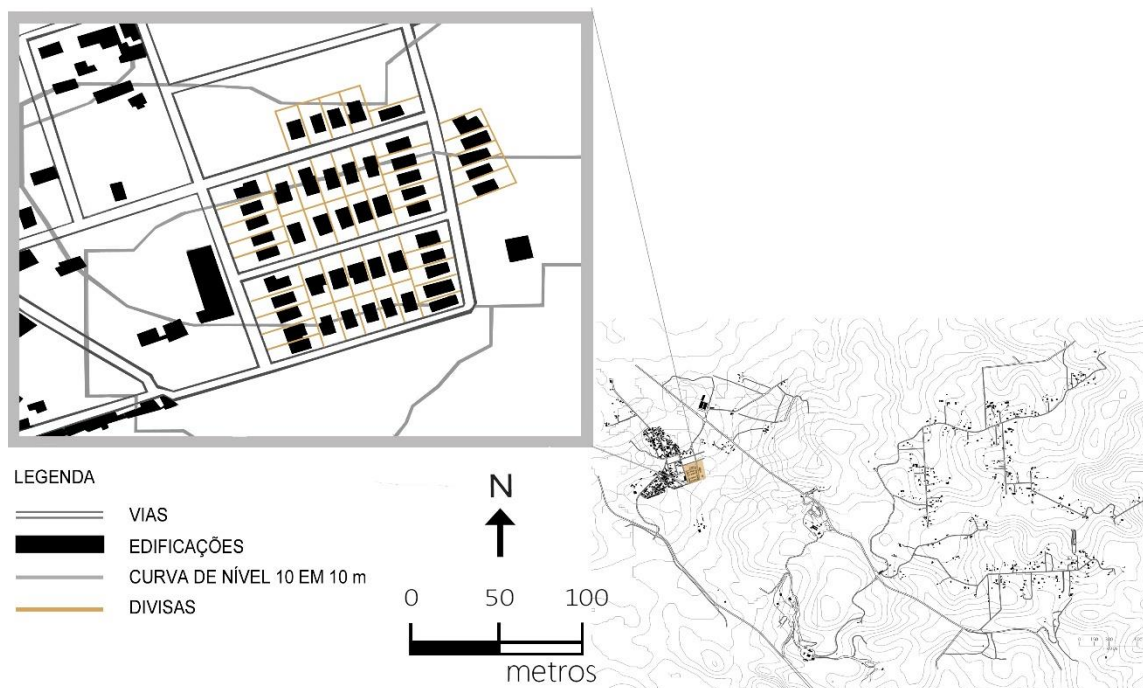 LEGENDA
VIAS
EDIFICAÇÕES
CURVA DE NÍVEL 10 EM 10 m
DIVISAS
N
0 50 100
metros